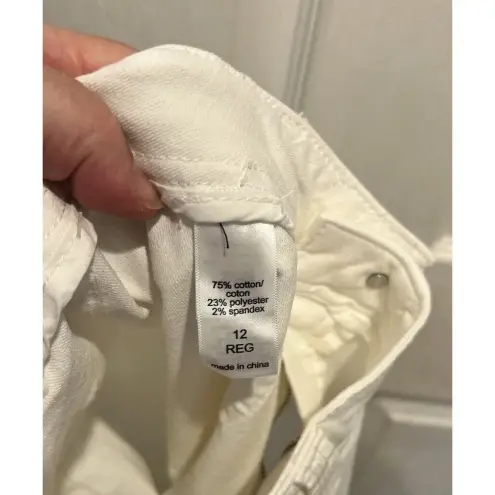 75% cotton/
coton
23% polyester
2% spandex
12
REG
made in china